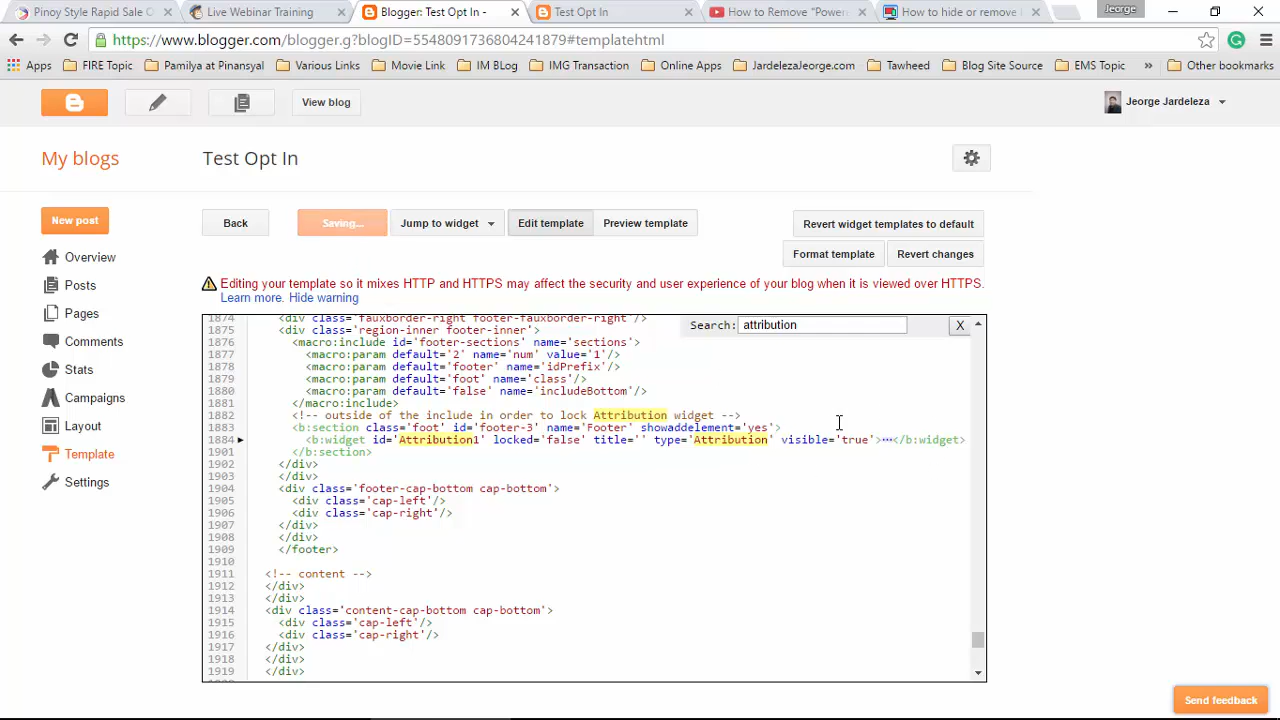 Pinoy Style Rapid Sale O
Live Webinar Training
Blogger: Test Opt In -
Test Opt In
How to Remove "Power
How to hide or remove
Jeorge
https://www.blogger.com/blogger.g?blogID=5548091736804241879#templatehtml
Apps
FIRE Topic
Pamilya at Pinansyal
Various Links
Movie Link
IM BLog
IMG Transaction
Online Apps
JardelezaJeorge.com
Tawheed
Blog Site Source
EMS Topic
»
Other bookmarks
View blog
Jeorge Jardeleza
My blogs
Test Opt In
New post
Overview
Posts
Pages
Comments
Stats
Campaigns
Layout
Template
Settings
Back
Saving...
Jump to widget
Edit template
Preview template
Revert widget templates to default
Format template
Revert changes
Editing your template so it mixes HTTP and HTTPS may affect the security and user experience of your blog when it is viewed over HTTPS.
Learn more. Hide warning
Search: attribution X
1874 <div class='fauxborder-right footer-fauxborder-right'/>
1875 <div class='region-inner footer-inner'>
1876 <macro:include id='footer-sections' name='sections'>
1877 <macro:param default='2' name='num' value='1'/>
1878 <macro:param default='footer' name='idPrefix'/>
1879 <macro:param default='foot' name='class'/>
1880 <macro:param default='false' name='includeBottom'/>
1881 </macro:include>
1882 <!-- outside of the include in order to lock Attribution widget -->
1883 <b:section class='foot' id='footer-3' name='Footer' showaddelement='yes'>
1884 <b:widget id='Attribution1' locked='false' title='' type='Attribution' visible='true'>⋯</b:widget>
1901 </b:section>
1902 </div>
1903 </div>
1904 <div class='footer-cap-bottom cap-bottom'>
1905 <div class='cap-left'/>
1906 <div class='cap-right'/>
1907 </div>
1908 </div>
1909 </footer>
1910
1911 <!-- content -->
1912 </div>
1913 </div>
1914 <div class='content-cap-bottom cap-bottom'>
1915 <div class='cap-left'/>
1916 <div class='cap-right'/>
1917 </div>
1918 </div>
1919 </div>
Send feedback